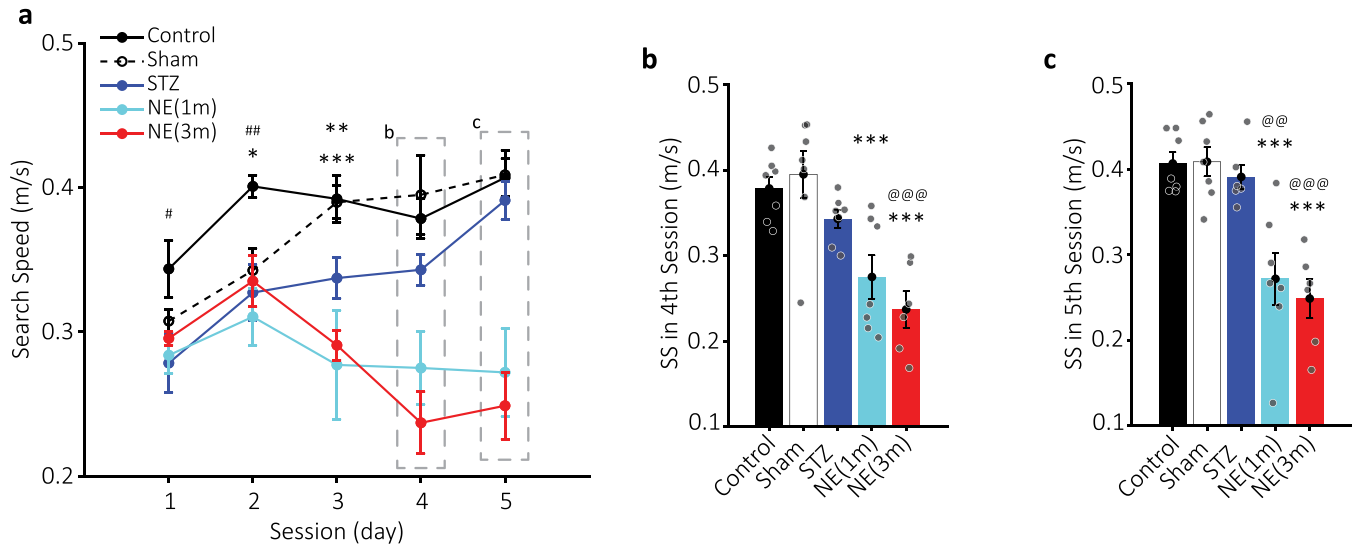 a
Control
Sham
STZ
NE(1m)
NE(3m)
0.5
0.4
0.3
0.2
Search Speed (m/s)
#
##
*
**
***
b
c
1 2 3 4 5
Session (day)
b
0.5
0.4
0.3
0.2
0.1
SS in 4th Session (m/s)
***
@@@
***
Control
Sham
STZ
NE(1m)
NE(3m)
c
0.5
0.4
0.3
0.2
0.1
SS in 5th Session (m/s)
@@
***
@@@
***
Control
Sham
STZ
NE(1m)
NE(3m)